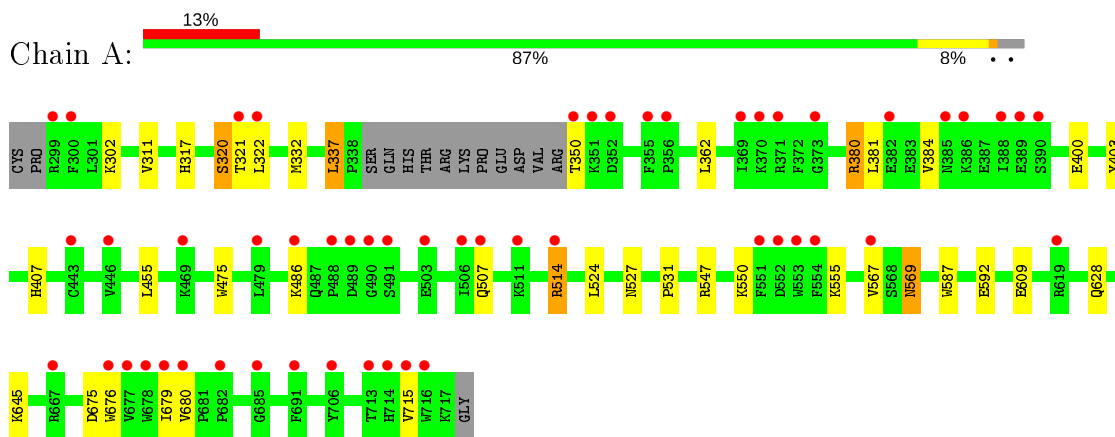 13%
Chain A:
87% 8% • •
CYS PRO R299 F300 L301 K302 V311 H317 S320 T321 L322 M332 L337 P338 SER GLN HIS THR ARG LYS PRO GLU ASP VAL ARG T350 K351 D352 F355 P356 L362 I369 K370 R371 F372 G373 R380 L381 E382 E383 V384 N385 K386 E387 I388 E389 S390 E400 Y403
H407 C443 V446 L455 K469 W475 L479 K486 Q487 P488 D489 G490 S491 E503 I506 Q507 K511 R514 L524 N527 P531 R547 K550 F551 D552 W553 F554 K555 V567 S568 N569 W587 E592 E609 R619 Q628
K645 R667 D675 W676 V677 W678 I679 V680 P681 P682 G685 F691 Y706 T713 H714 V715 W716 K717 GLY